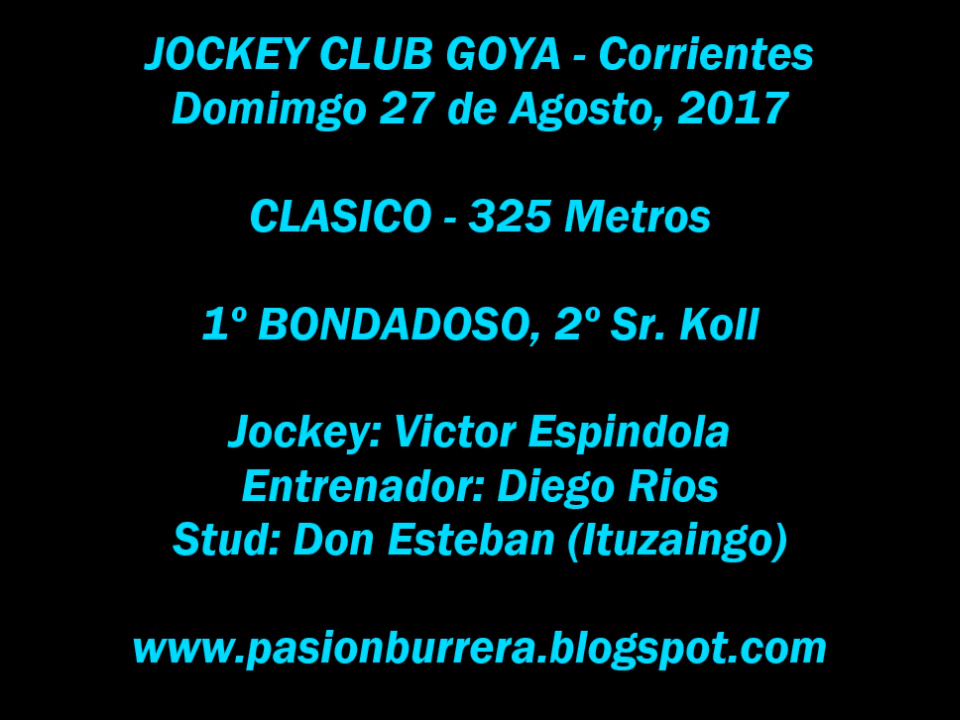 JOCKEY CLUB GOYA - Corrientes
Domimgo 27 de Agosto, 2017
CLASICO - 325 Metros
1º BONDADOSO, 2º Sr. Koll
Jockey: Victor Espindola
Entrenador: Diego Rios
Stud: Don Esteban (Ituzaingo)
www.pasionburrera.blogspot.com